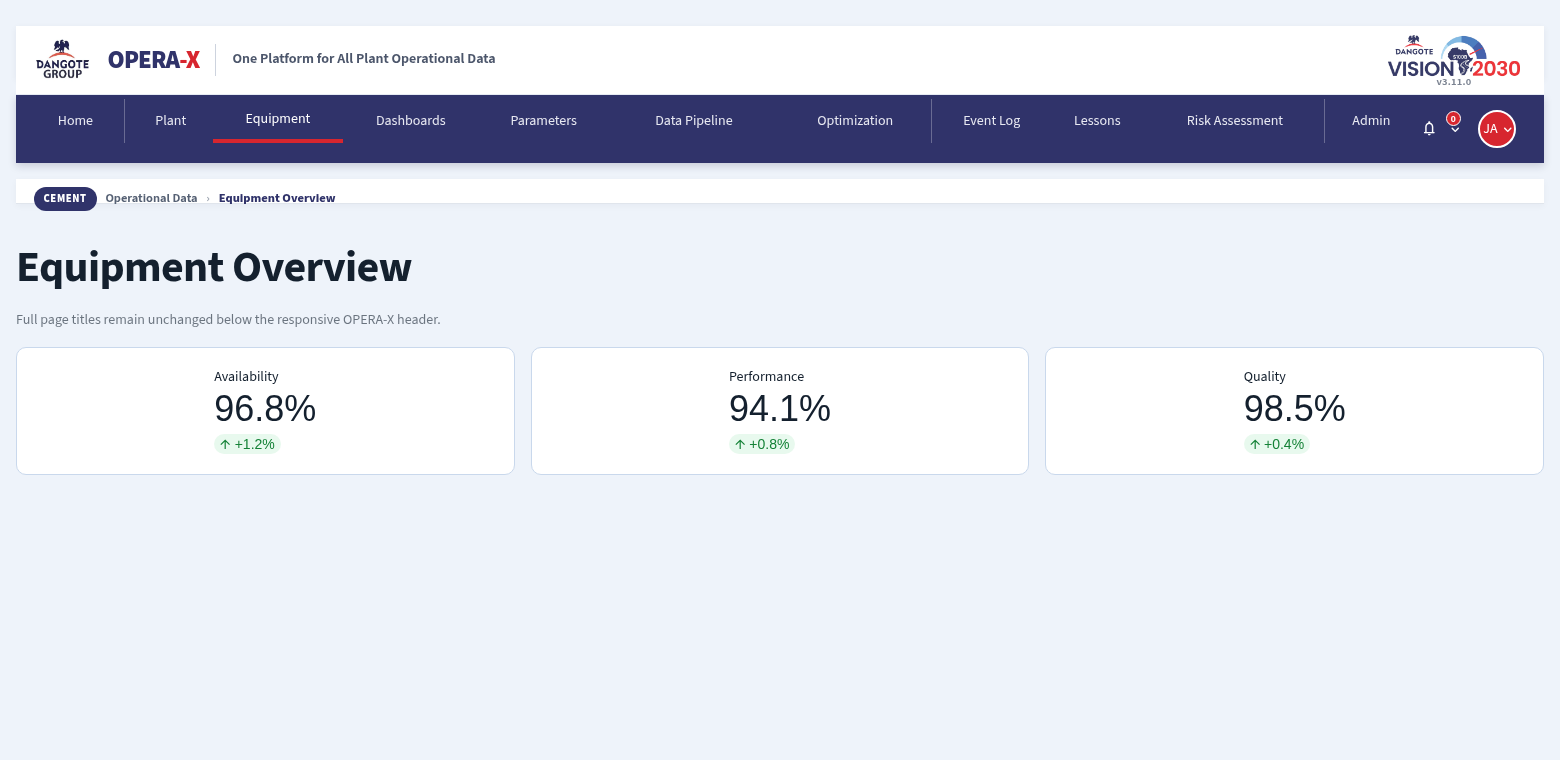 DANGOTE
GROUP
OPERA-X
One Platform for All Plant Operational Data
DANGOTE
VISION 2030
v3.11.0
Home
Plant
Equipment
Dashboards
Parameters
Data Pipeline
Optimization
Event Log
Lessons
Risk Assessment
Admin
0
JA
CEMENT
Operational Data › Equipment Overview
Equipment Overview
Full page titles remain unchanged below the responsive OPERA-X header.
Availability
96.8%
↑ +1.2%
Performance
94.1%
↑ +0.8%
Quality
98.5%
↑ +0.4%